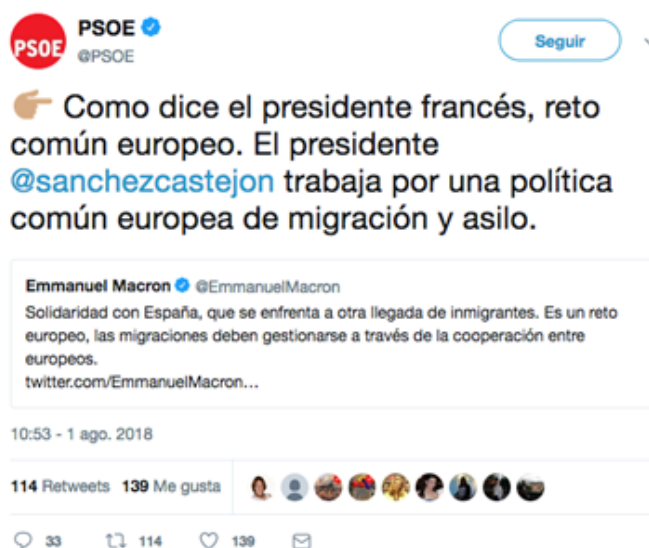 PSOE
PSOE
@PSOE
Seguir
Como dice el presidente francés, reto
común europeo. El presidente
@sanchezcastejon trabaja por una política
común europea de migración y asilo.
Emmanuel Macron @EmmanuelMacron
Solidaridad con España, que se enfrenta a otra llegada de inmigrantes. Es un reto
europeo, las migraciones deben gestionarse a través de la cooperación entre
europeos.
twitter.com/EmmanuelMacron...
10:53 - 1 ago. 2018
114 Retweets 139 Me gusta
33 114 139